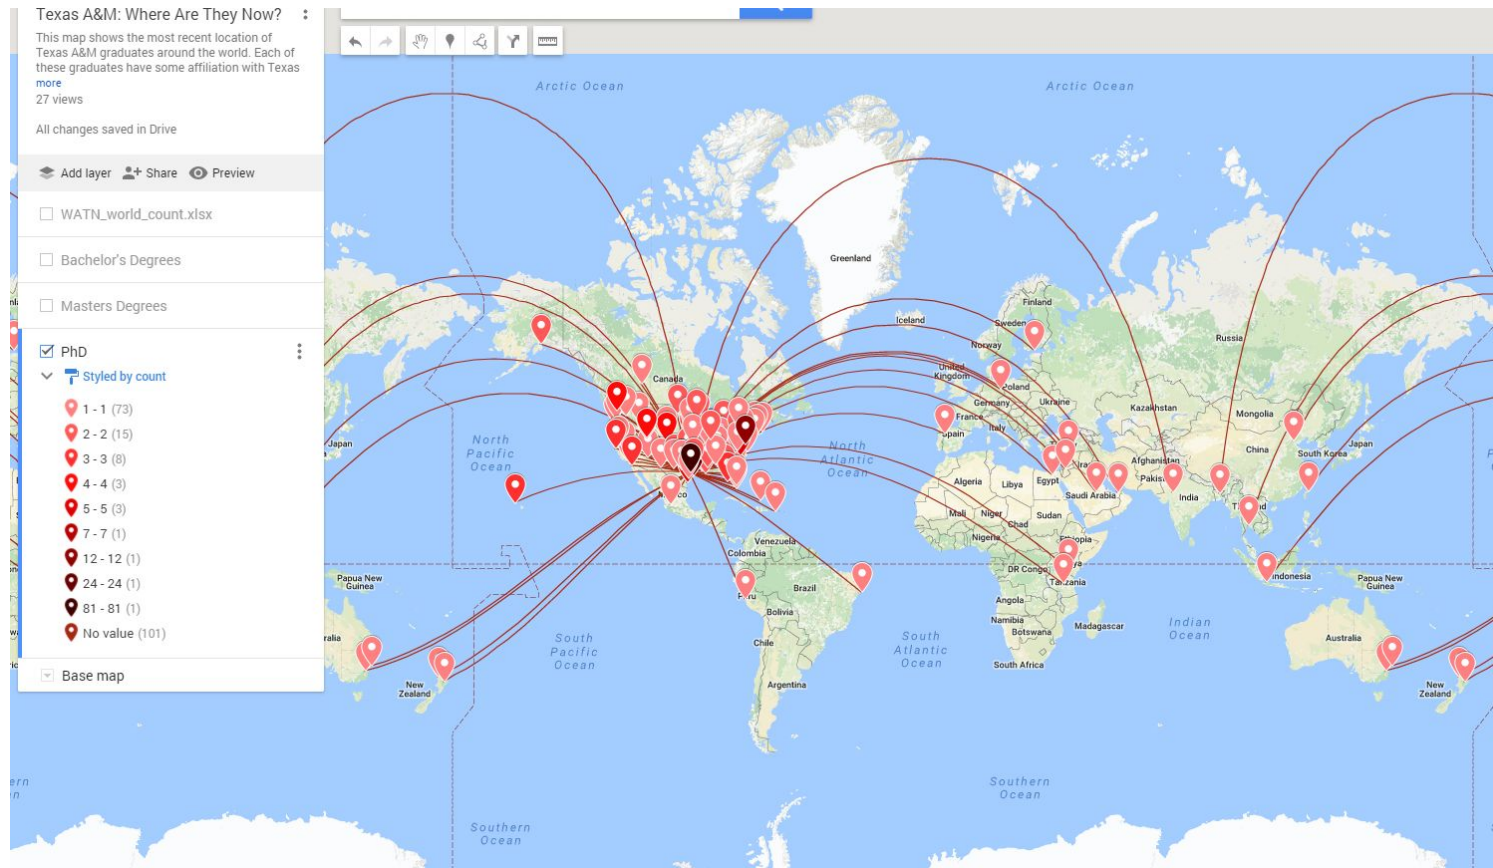 Texas A&M: Where Are They Now?
This map shows the most recent location of
Texas A&M graduates around the world. Each of
these graduates have some affiliation with Texas
more
27 views
All changes saved in Drive
Add layer Share Preview
WATN_world_count.xlsx
Bachelor's Degrees
Masters Degrees
PhD
Styled by count
1 - 1 (73)
2 - 2 (15)
3 - 3 (8)
4 - 4 (3)
5 - 5 (3)
7 - 7 (1)
12 - 12 (1)
24 - 24 (1)
81 - 81 (1)
No value (101)
Base map
Arctic Ocean
Arctic Ocean
Greenland
Iceland
Finland
Sweden
Norway
Russia
United
Kingdom
Poland
Germany
Ukraine
France
Italy
Spain
Kazakhstan
Mongolia
China
South Korea
Japan
Japan
Canada
Mexico
North
Pacific
Ocean
North
Atlantic
Ocean
Algeria
Libya
Egypt
Saudi Arabia
Afghanistan
India
Mali
Niger
Chad
Sudan
Nigeria
Ethiopia
DR Congo
Tanzania
Angola
Namibia
Botswana
Madagascar
South Africa
Venezuela
Colombia
Peru
Brazil
Bolivia
Chile
Argentina
Indonesia
Papua New
Guinea
Papua New
Guinea
Australia
New
Zealand
New
Zealand
South
Pacific
Ocean
South
Atlantic
Ocean
Indian
Ocean
Southern
Ocean
Southern
Ocean